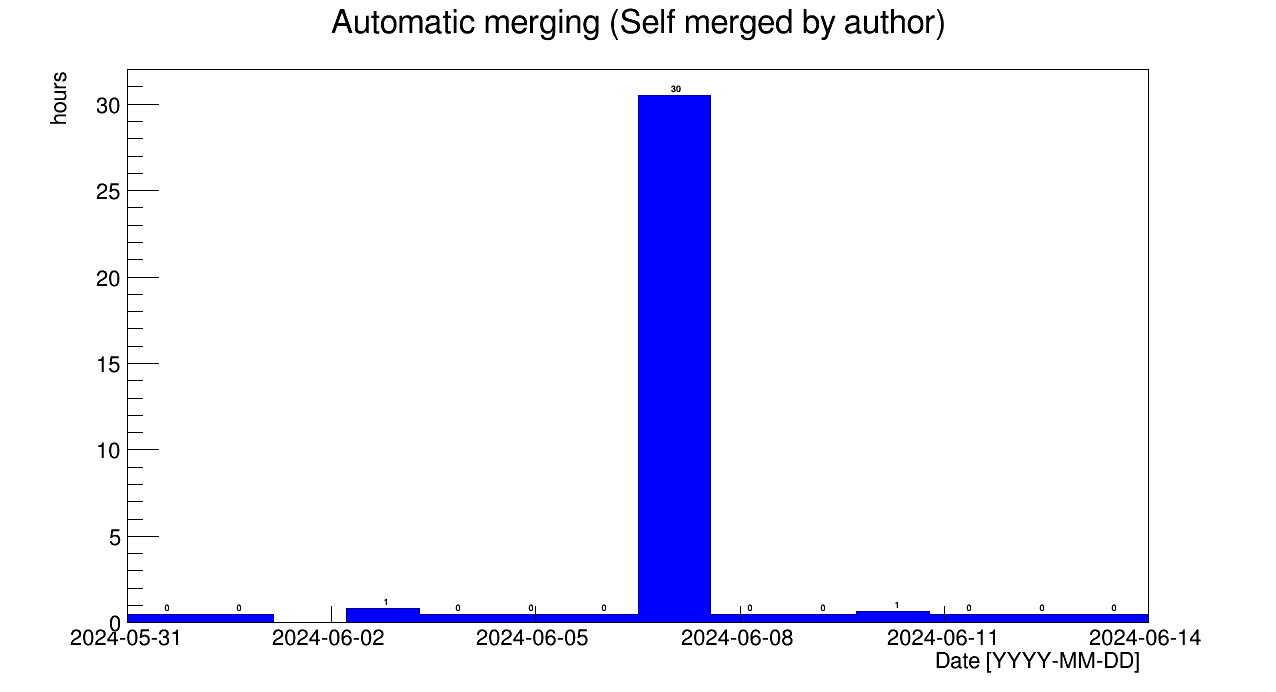 Automatic merging (Self merged by author)
hours
30
25
20
15
10
5
0
30
0 0 1 0 0 0 0 0 1 0 0 0
2024-05-31 2024-06-02 2024-06-05 2024-06-08 2024-06-11 2024-06-14
Date [YYYY-MM-DD]